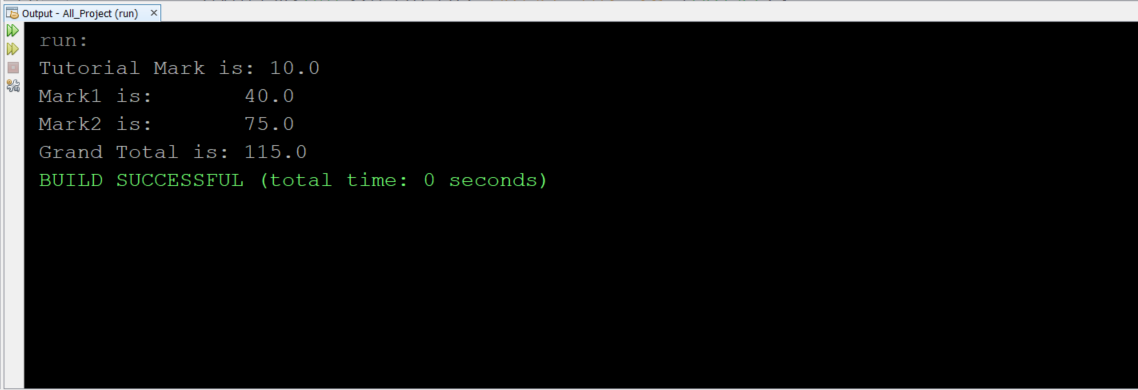 Output - All_Project (run) ×
run:
Tutorial Mark is: 10.0
Mark1 is:        40.0
Mark2 is:        75.0
Grand Total is: 115.0
BUILD SUCCESSFUL (total time: 0 seconds)